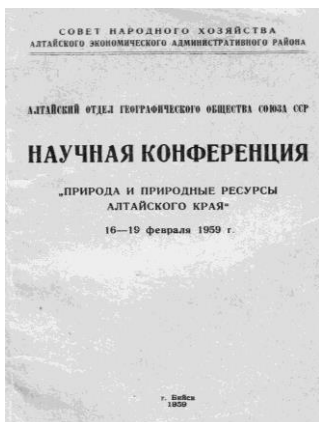 СОВЕТ НАРОДНОГО ХОЗЯЙСТВА
АЛТАЙСКОГО ЭКОНОМИЧЕСКОГО АДМИНИСТРАТИВНОГО РАЙОНА
АЛТАЙСКИЙ ОТДЕЛ ГЕОГРАФИЧЕСКОГО ОБЩЕСТВА СОЮЗА ССР
НАУЧНАЯ КОНФЕРЕНЦИЯ
„ПРИРОДА И ПРИРОДНЫЕ РЕСУРСЫ
АЛТАЙСКОГО КРАЯ“
16—19 февраля 1959 г.
г. Бийск
1959